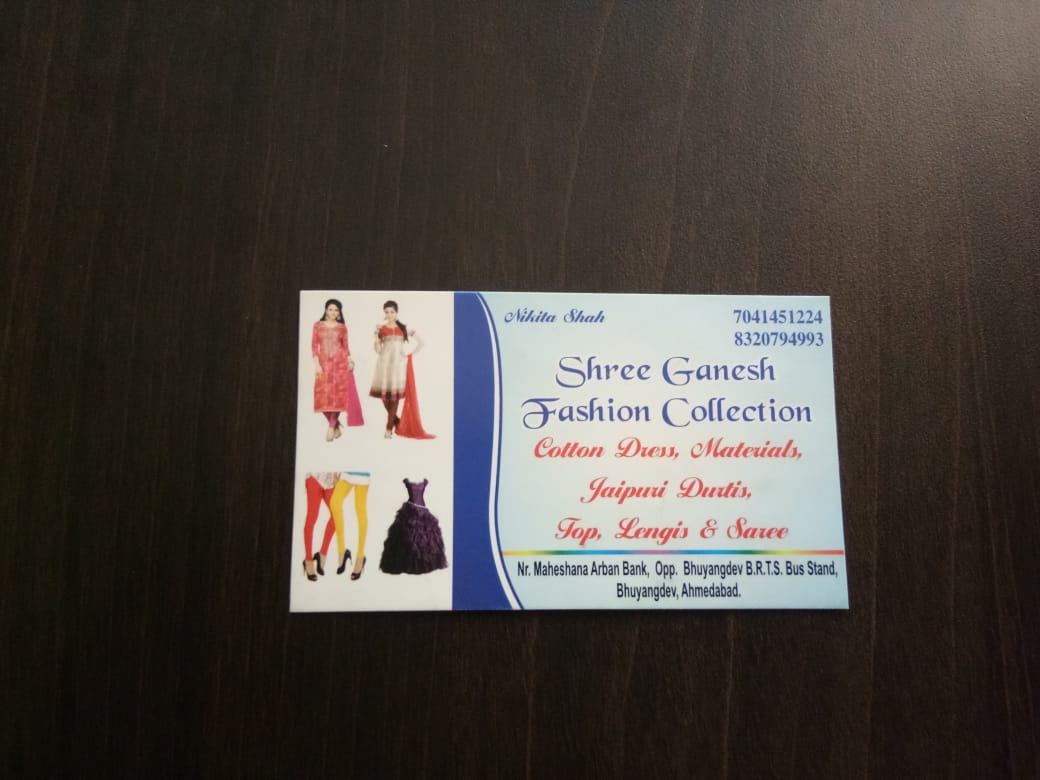 Nikita Shah
7041451224
8320794993
Shree Ganesh
Fashion Collection
Cotton Dress, Materials,
Jaipuri Durtis,
Top, Lengis & Saree
Nr. Maheshana Arban Bank, Opp. Bhuyangdev B.R.T.S. Bus Stand,
Bhuyangdev, Ahmedabad.